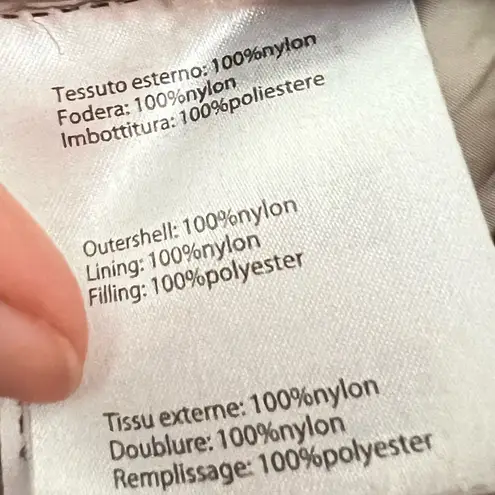 Tessuto esterno: 100%nylon
Fodera: 100%nylon
Imbottitura: 100%poliestere
Outershell: 100%nylon
Lining: 100%nylon
Filling: 100%polyester
Tissu externe: 100%nylon
Doublure: 100%nylon
Remplissage: 100%polyester